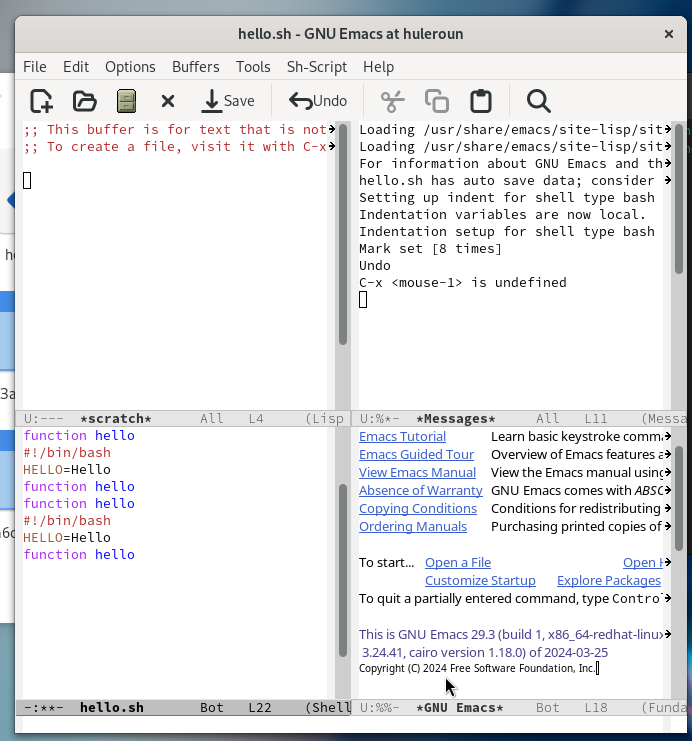 hello.sh - GNU Emacs at huleroun
File Edit Options Buffers Tools Sh-Script Help
Save Undo
;; This buffer is for text that is not
;; To create a file, visit it with C-x
U:--- *scratch* All L4 (Lisp
Loading /usr/share/emacs/site-lisp/sit
Loading /usr/share/emacs/site-lisp/sit
For information about GNU Emacs and th
hello.sh has auto save data; consider
Setting up indent for shell type bash
Indentation variables are now local.
Indentation setup for shell type bash
Mark set [8 times]
Undo
C-x <mouse-1> is undefined
U:%*- *Messages* All L11 (Messa
function hello
#!/bin/bash
HELLO=Hello
function hello
function hello
#!/bin/bash
HELLO=Hello
function hello
-:**- hello.sh Bot L22 (Shell
Emacs Tutorial Learn basic keystroke comma
Emacs Guided Tour Overview of Emacs features a
View Emacs Manual View the Emacs manual using
Absence of Warranty GNU Emacs comes with ABSO
Copying Conditions Conditions for redistributing
Ordering Manuals Purchasing printed copies of
To start... Open a File Open H
Customize Startup Explore Packages
To quit a partially entered command, type Contro
This is GNU Emacs 29.3 (build 1, x86_64-redhat-linux
3.24.41, cairo version 1.18.0) of 2024-03-25
Copyright (C) 2024 Free Software Foundation, Inc.
U:%%- *GNU Emacs* Bot L18 (Funda